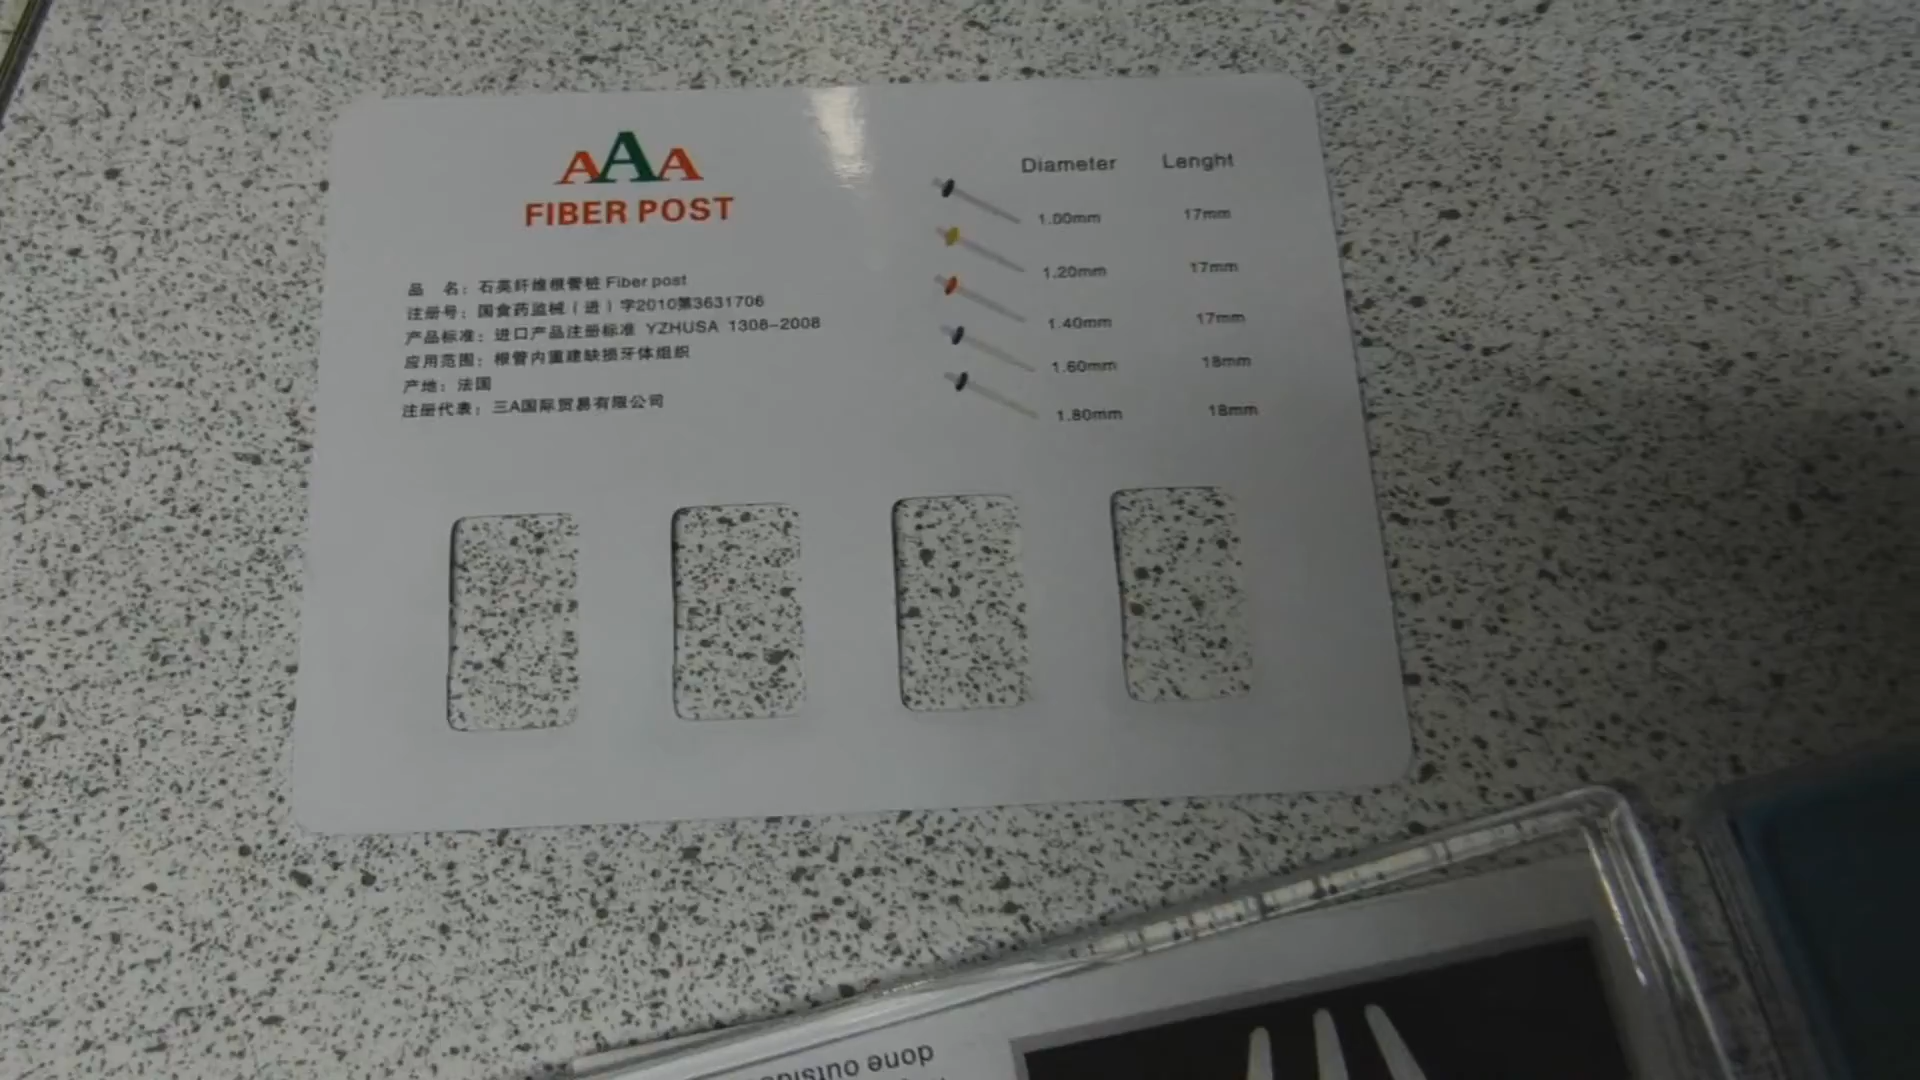 AAA
FIBER POST
品 名：石英纤维根管桩 Fiber post
注册号：国食药监械（进）字2010第3631706
产品标准：进口产品注册标准 YZHUSA 1308-2008
应用范围：根管内重建缺损牙体组织
产地：法国
注册代表：三A国际贸易有限公司
Diameter Lenght
1.00mm 17mm
1.20mm 17mm
1.40mm 17mm
1.60mm 18mm
1.80mm 18mm
done